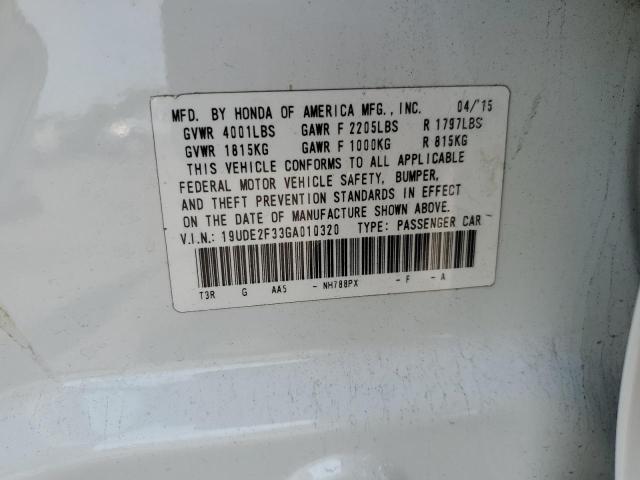 MFD. BY HONDA OF AMERICA MFG., INC. 04/'15
GVWR 4001LBS GAWR F 2205LBS R 1797LBS
GVWR 1815KG GAWR F 1000KG R 815KG
THIS VEHICLE CONFORMS TO ALL APPLICABLE
FEDERAL MOTOR VEHICLE SAFETY, BUMPER,
AND THEFT PREVENTION STANDARDS IN EFFECT
ON THE DATE OF MANUFACTURE SHOWN ABOVE.
V.I.N.: 19UDE2F33GA010320 TYPE: PASSENGER CAR
T3R G AA5 - NH788PX - F - A